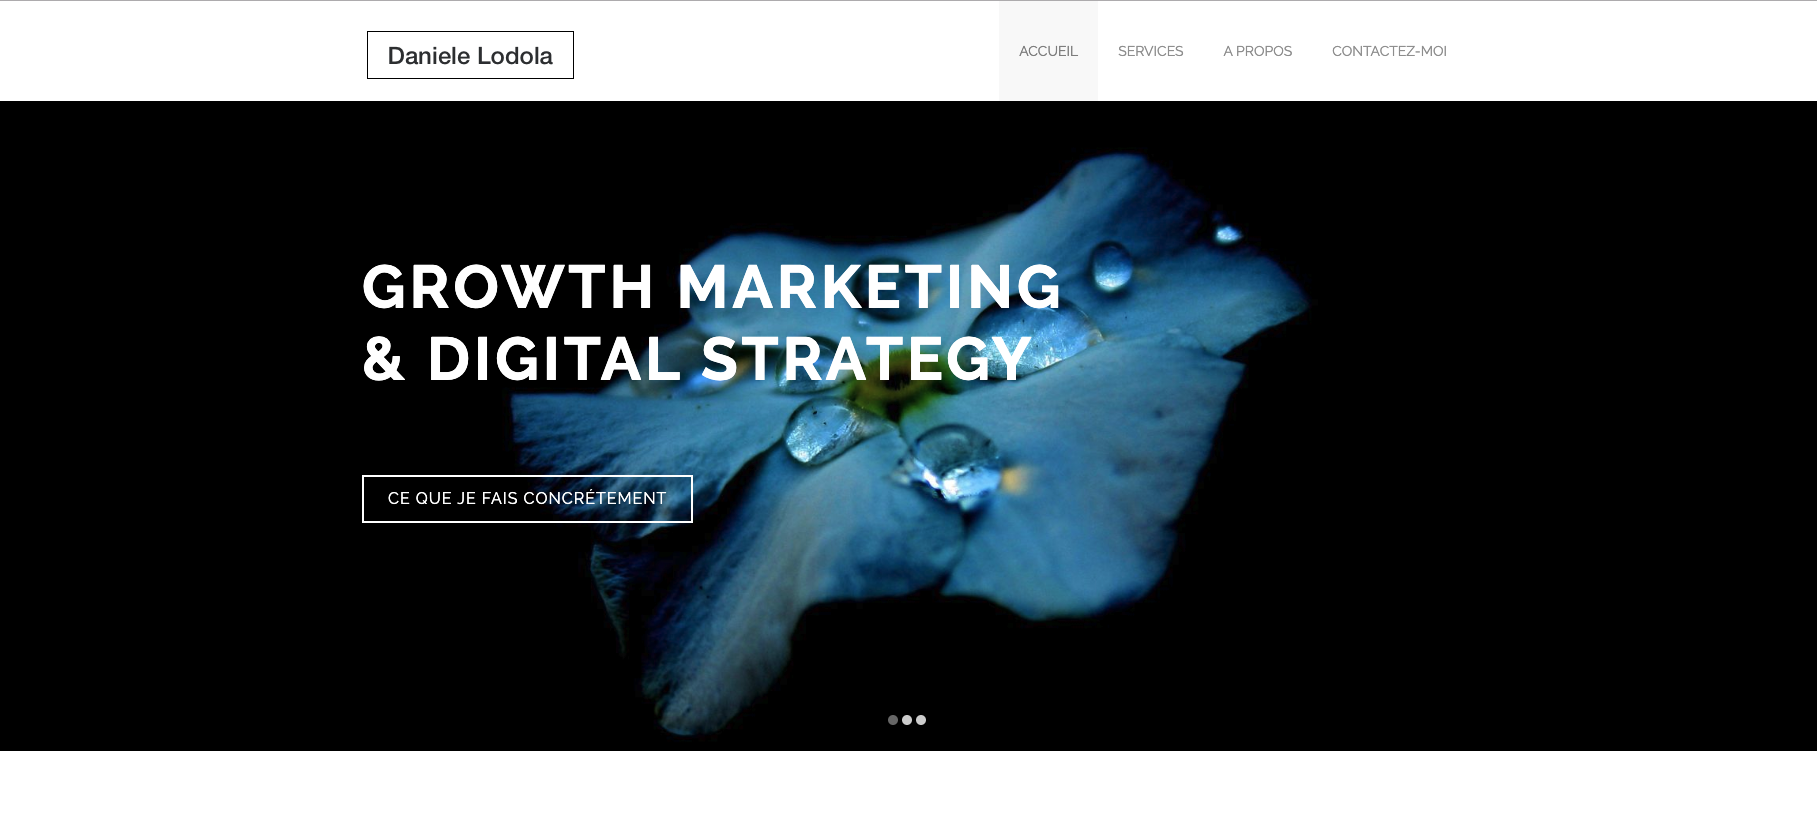 Daniele Lodola
ACCUEIL
SERVICES
A PROPOS
CONTACTEZ-MOI
GROWTH MARKETING
& DIGITAL STRATEGY
CE QUE JE FAIS CONCRÉTEMENT